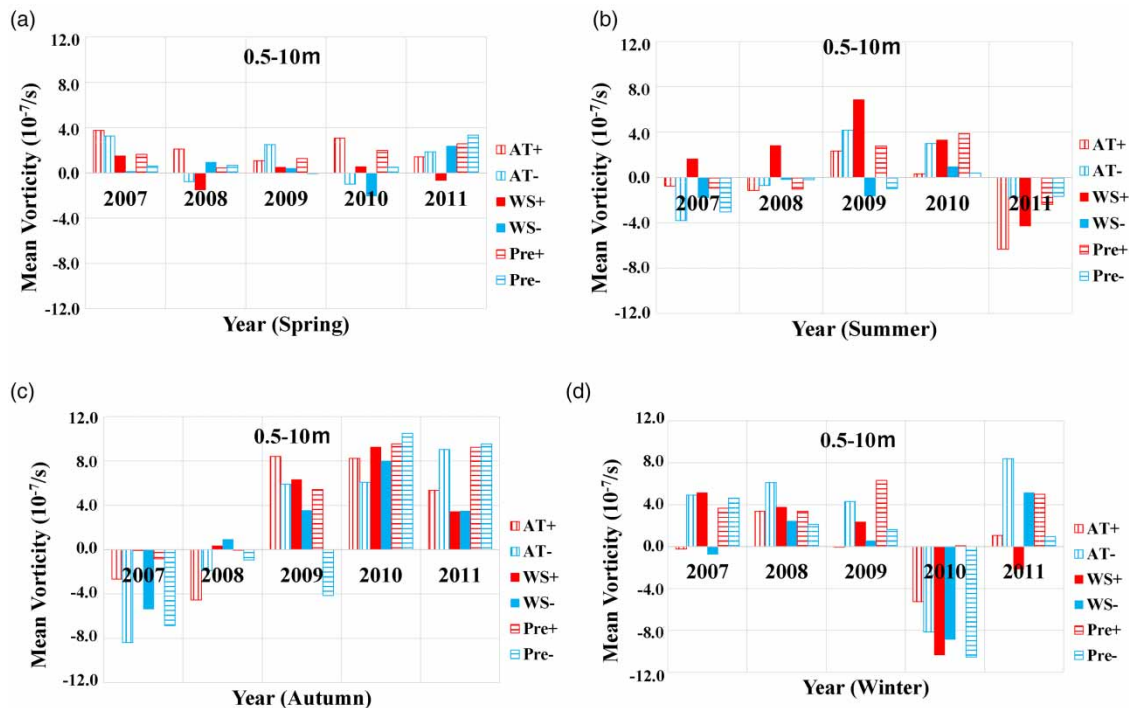 (a)
0.5-10m
12.0
8.0
4.0
0.0
-4.0
-8.0
-12.0
Mean Vorticity (10⁻⁷/s)
2007 2008 2009 2010 2011
Year (Spring)
AT+
AT-
WS+
WS-
Pre+
Pre-
(b)
0.5-10m
12.0
8.0
4.0
0.0
-4.0
-8.0
-12.0
Mean Vorticity (10⁻⁷/s)
2007 2008 2009 2010 2011
Year (Summer)
AT+
AT-
WS+
WS-
Pre+
Pre-
(c)
0.5-10m
12.0
8.0
4.0
0.0
-4.0
-8.0
-12.0
Mean Vorticity (10⁻⁷/s)
2007 2008 2009 2010 2011
Year (Autumn)
AT+
AT-
WS+
WS-
Pre+
Pre-
(d)
0.5-10m
12.0
8.0
4.0
0.0
-4.0
-8.0
-12.0
Mean Vorticity (10⁻⁷/s)
2007 2008 2009 2010 2011
Year (Winter)
AT+
AT-
WS+
WS-
Pre+
Pre-